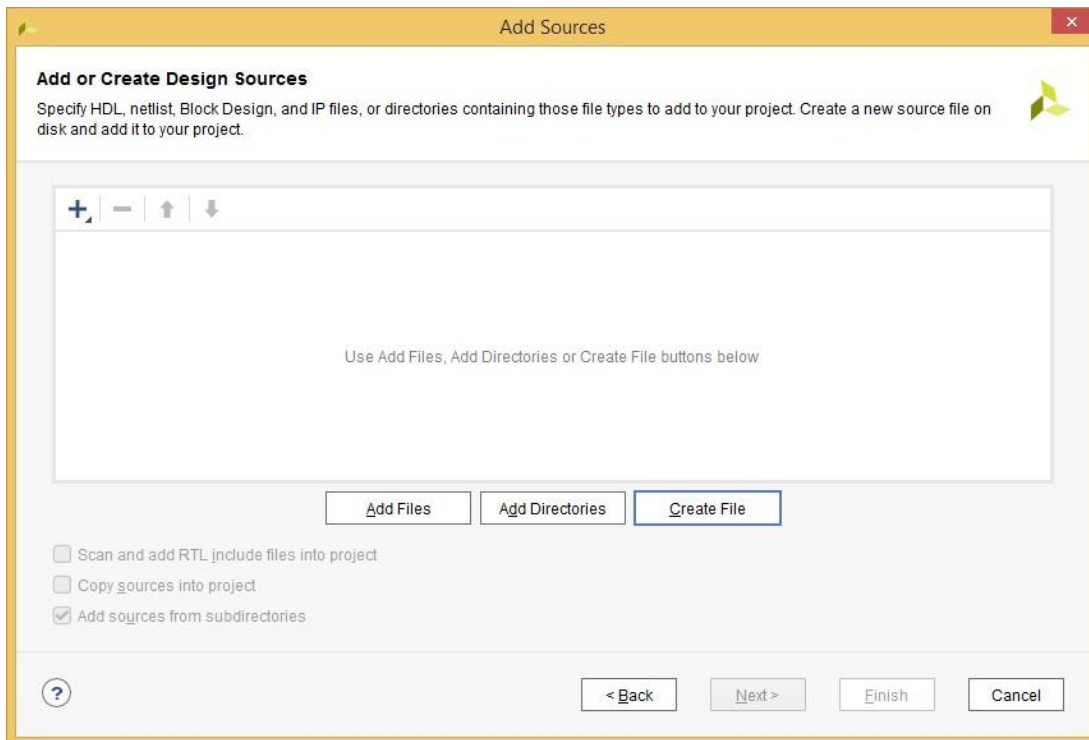 Add Sources
Add or Create Design Sources
Specify HDL, netlist, Block Design, and IP files, or directories containing those file types to add to your project. Create a new source file on
disk and add it to your project.
Use Add Files, Add Directories or Create File buttons below
Add Files
Add Directories
Create File
Scan and add RTL include files into project
Copy sources into project
Add sources from subdirectories
?
< Back
Next >
Finish
Cancel